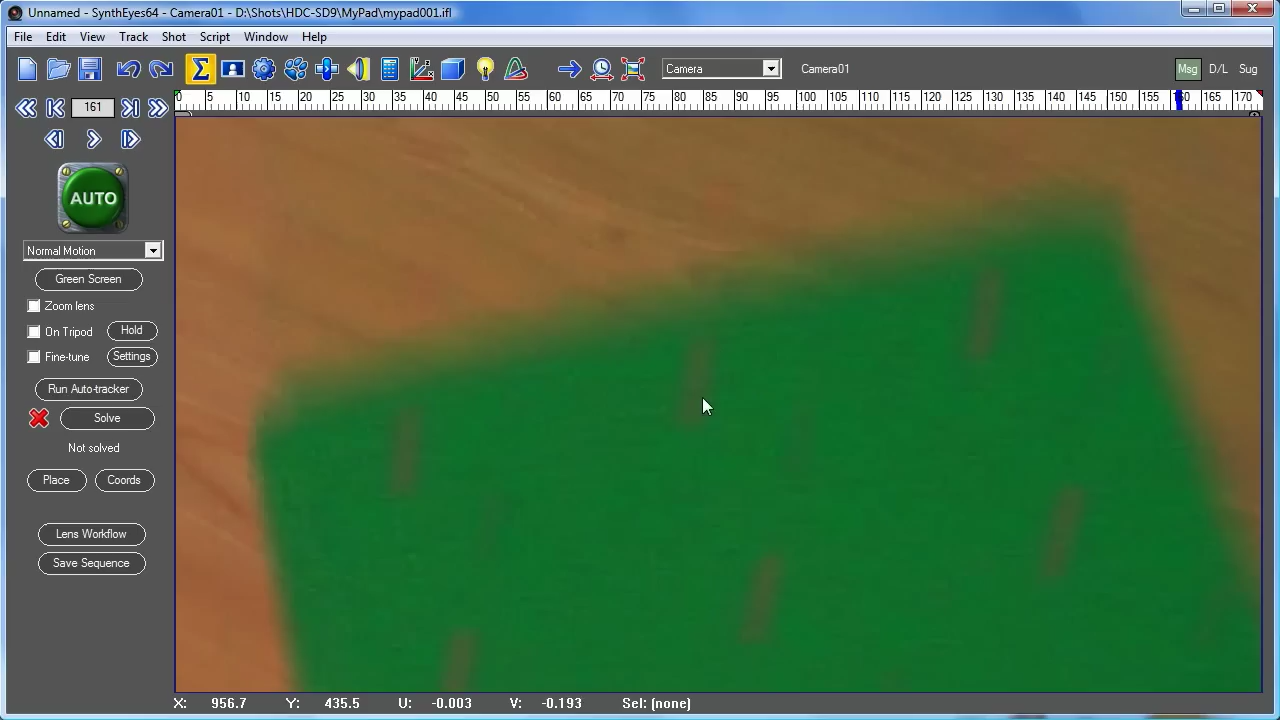 Unnamed - SynthEyes64 - Camera01 - D:\Shots\HDC-SD9\MyPad\mypad001.ifl
File Edit View Track Shot Script Window Help
Camera Camera01 Msg D/L Sug
161
0 5 10 15 20 25 30 35 40 45 50 55 60 65 70 75 80 85 90 95 100 105 110 115 120 125 130 135 140 145 150 155 160 165 170
AUTO
Normal Motion
Green Screen
Zoom lens
On Tripod Hold
Fine-tune Settings
Run Auto-tracker
Solve
Not solved
Place Coords
Lens Workflow
Save Sequence
X: 956.7 Y: 435.5 U: -0.003 V: -0.193 Sel: (none)